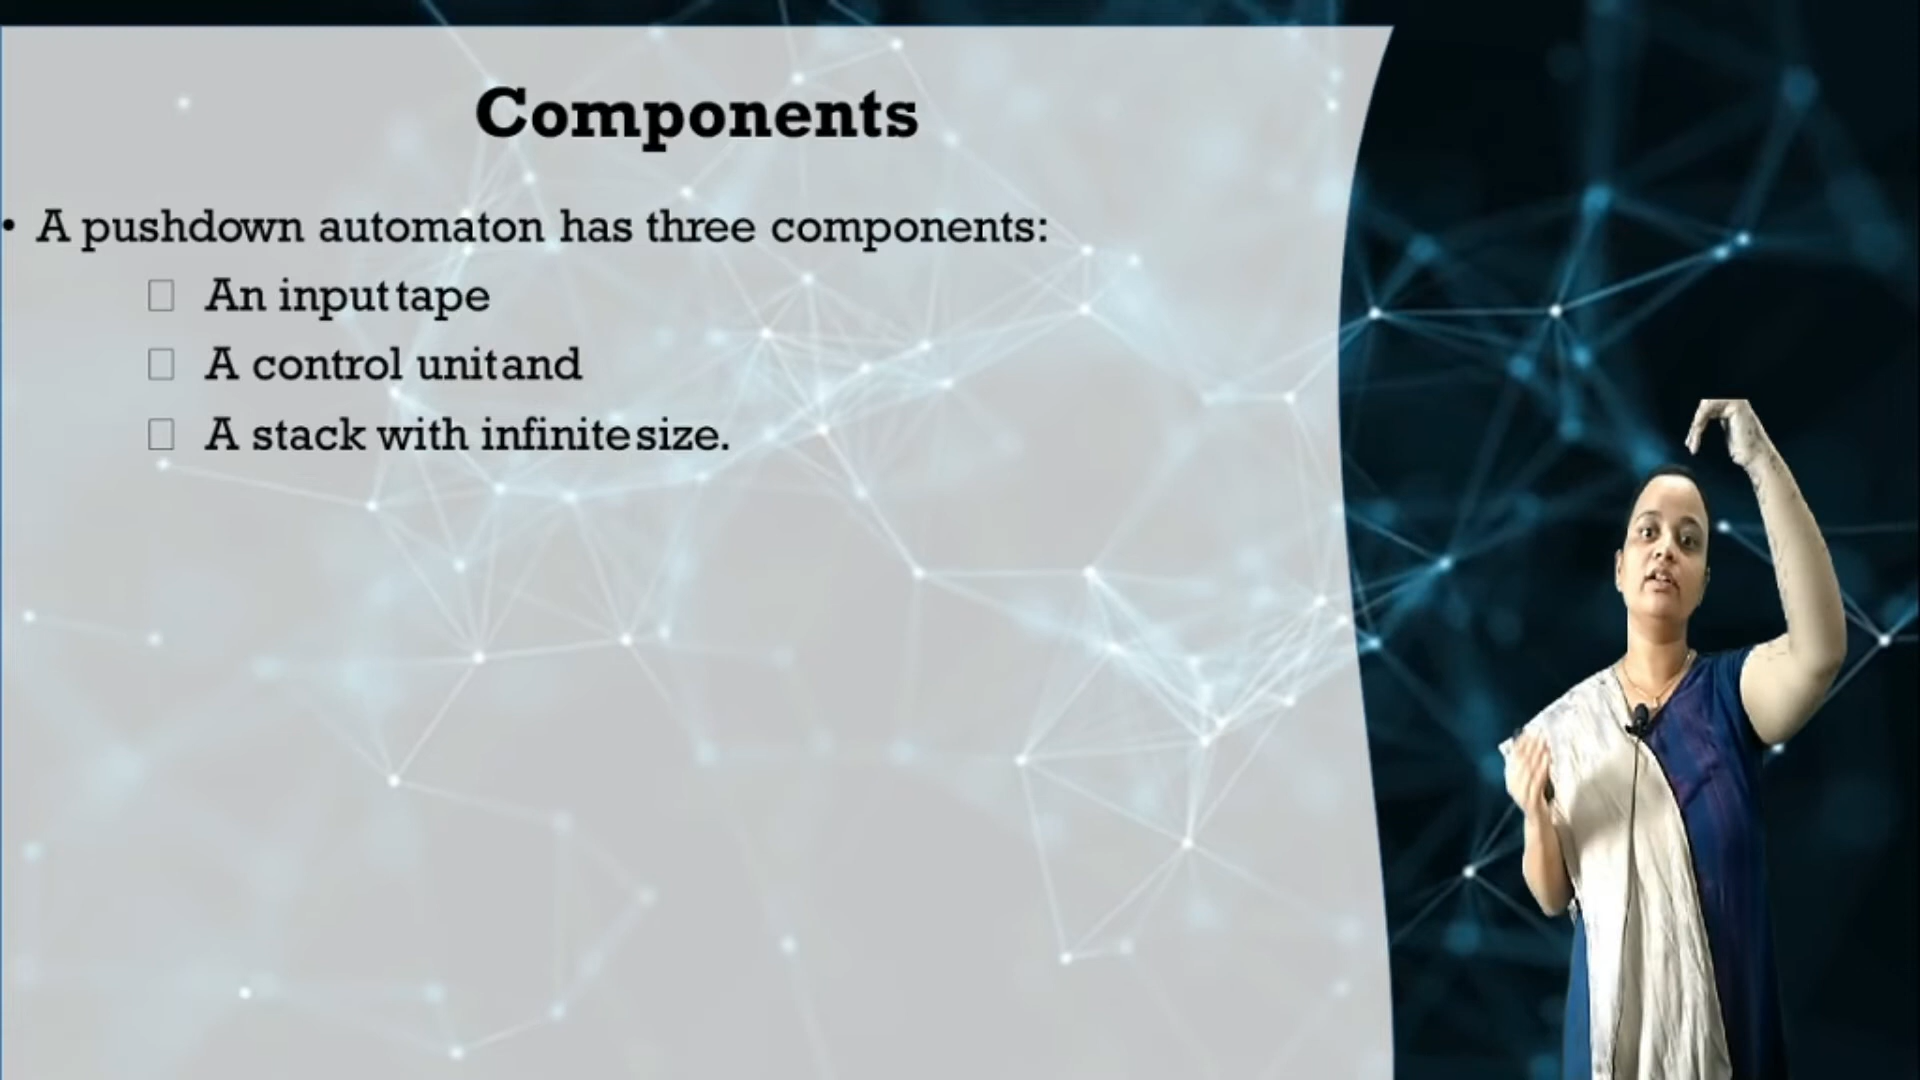 Components
• A pushdown automaton has three components:
An input tape
A control unit and
A stack with infinite size.